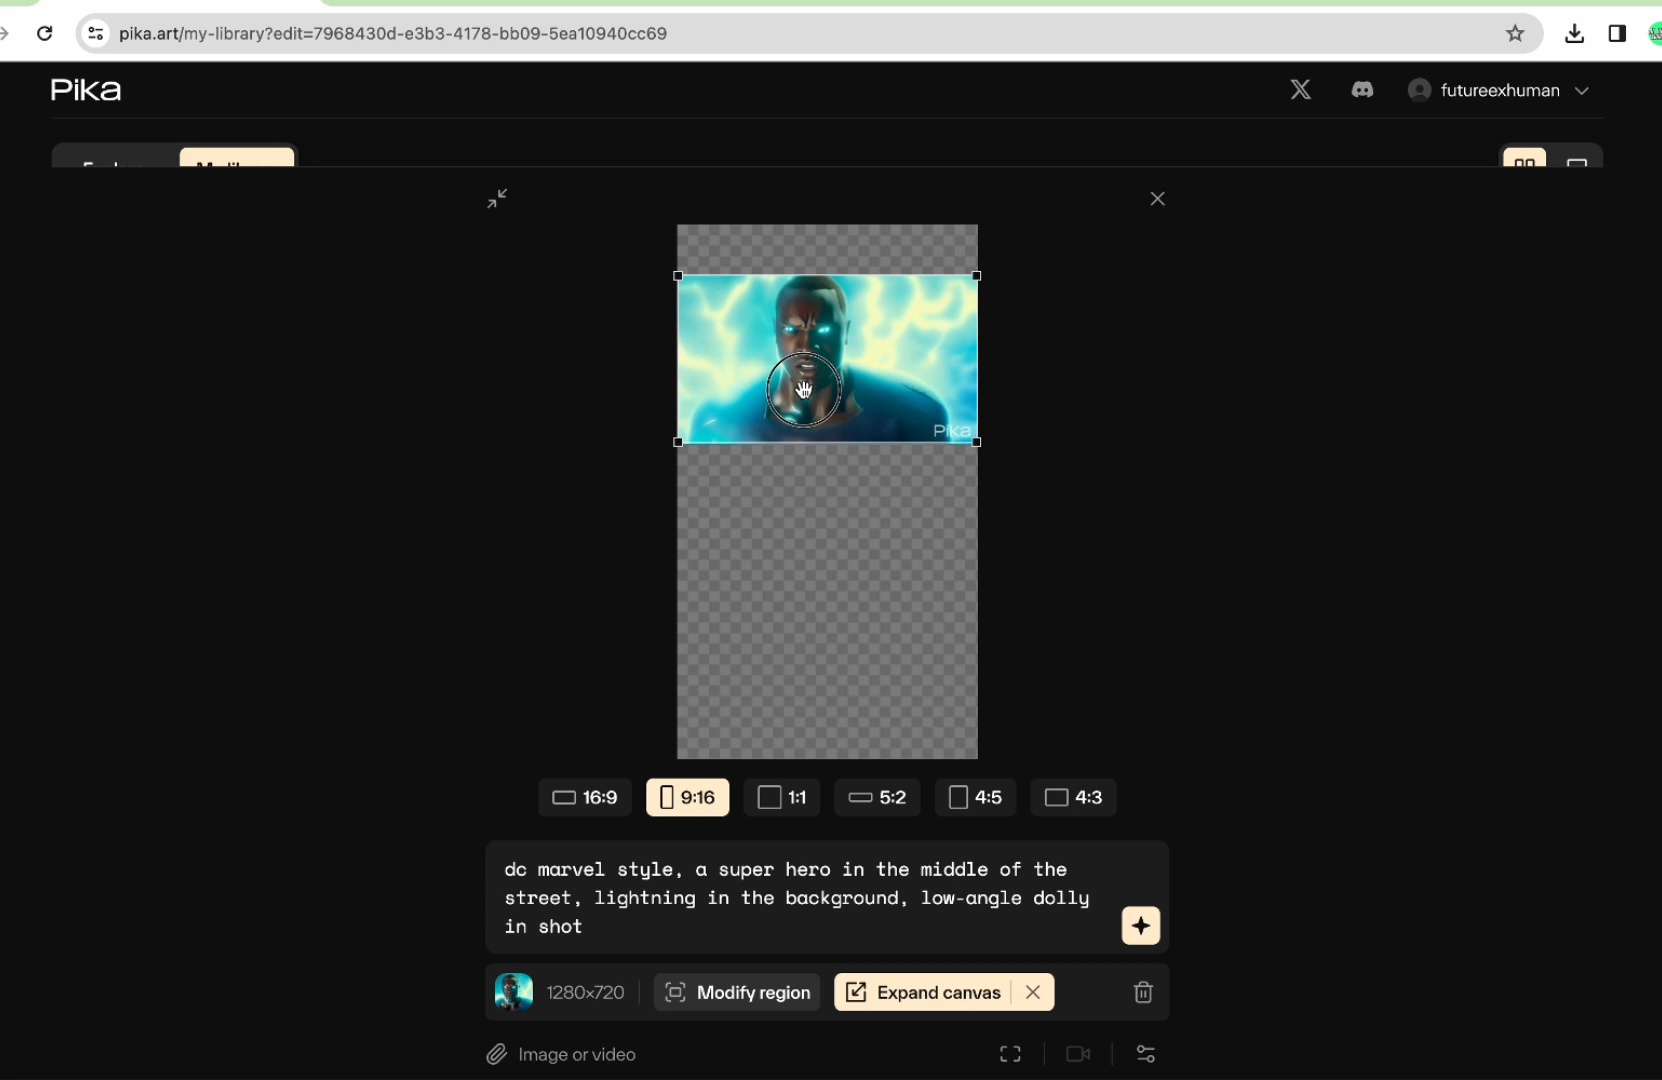 pika.art/my-library?edit=7968430d-e3b3-4178-bb09-5ea10940cc69
Pika
futureexhuman
Pika
16:9
9:16
1:1
5:2
4:5
4:3
dc marvel style, a super hero in the middle of the
street, lightning in the background, low-angle dolly
in shot
1280×720
Modify region
Expand canvas
Image or video